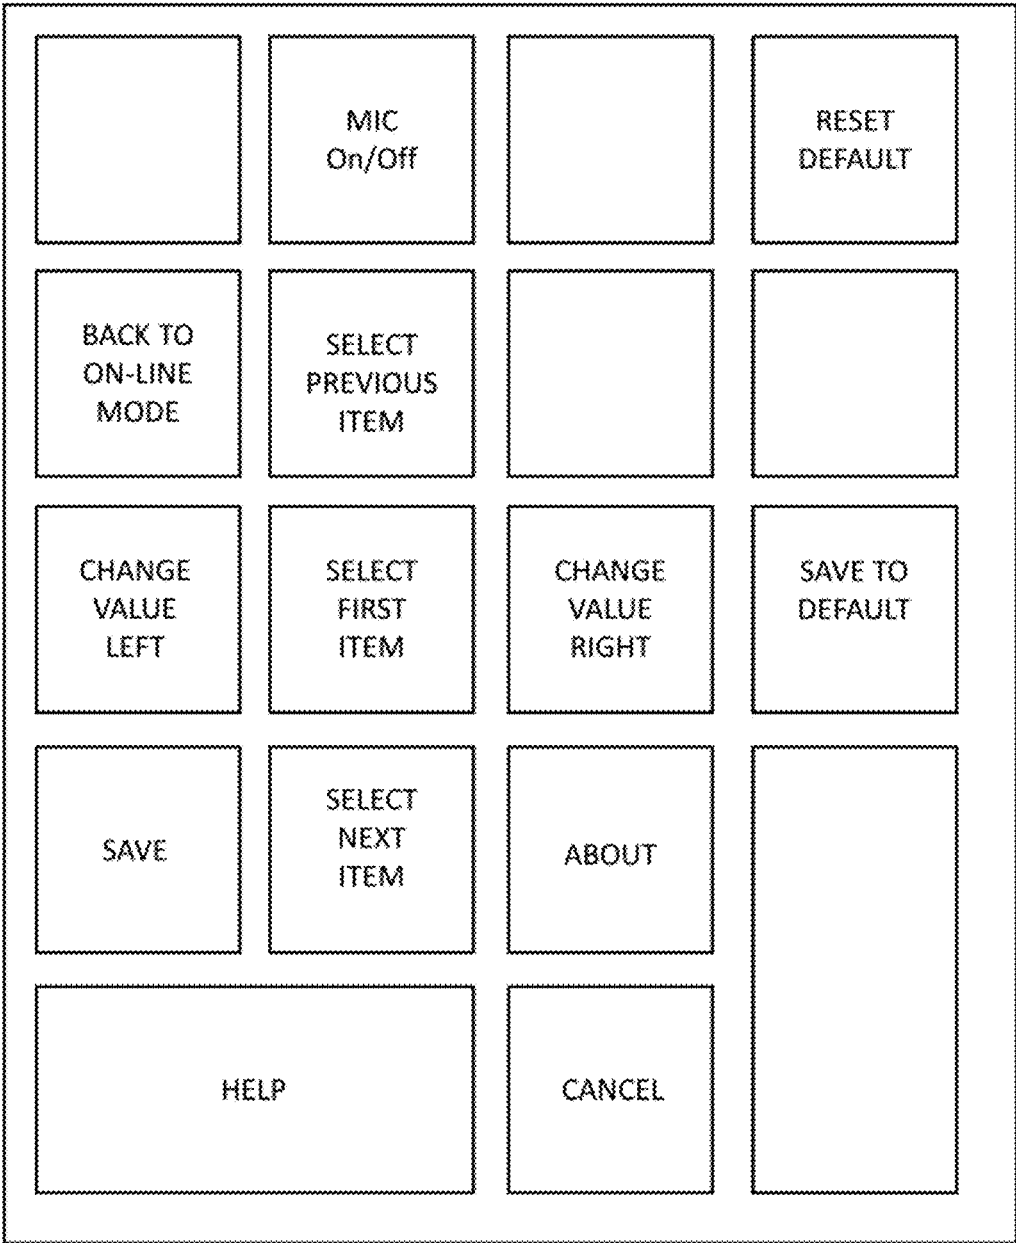 MIC
On/Off
RESET
DEFAULT
BACK TO
ON-LINE
MODE
SELECT
PREVIOUS
ITEM
CHANGE
VALUE
LEFT
SELECT
FIRST
ITEM
CHANGE
VALUE
RIGHT
SAVE TO
DEFAULT
SAVE
SELECT
NEXT
ITEM
ABOUT
HELP
CANCEL